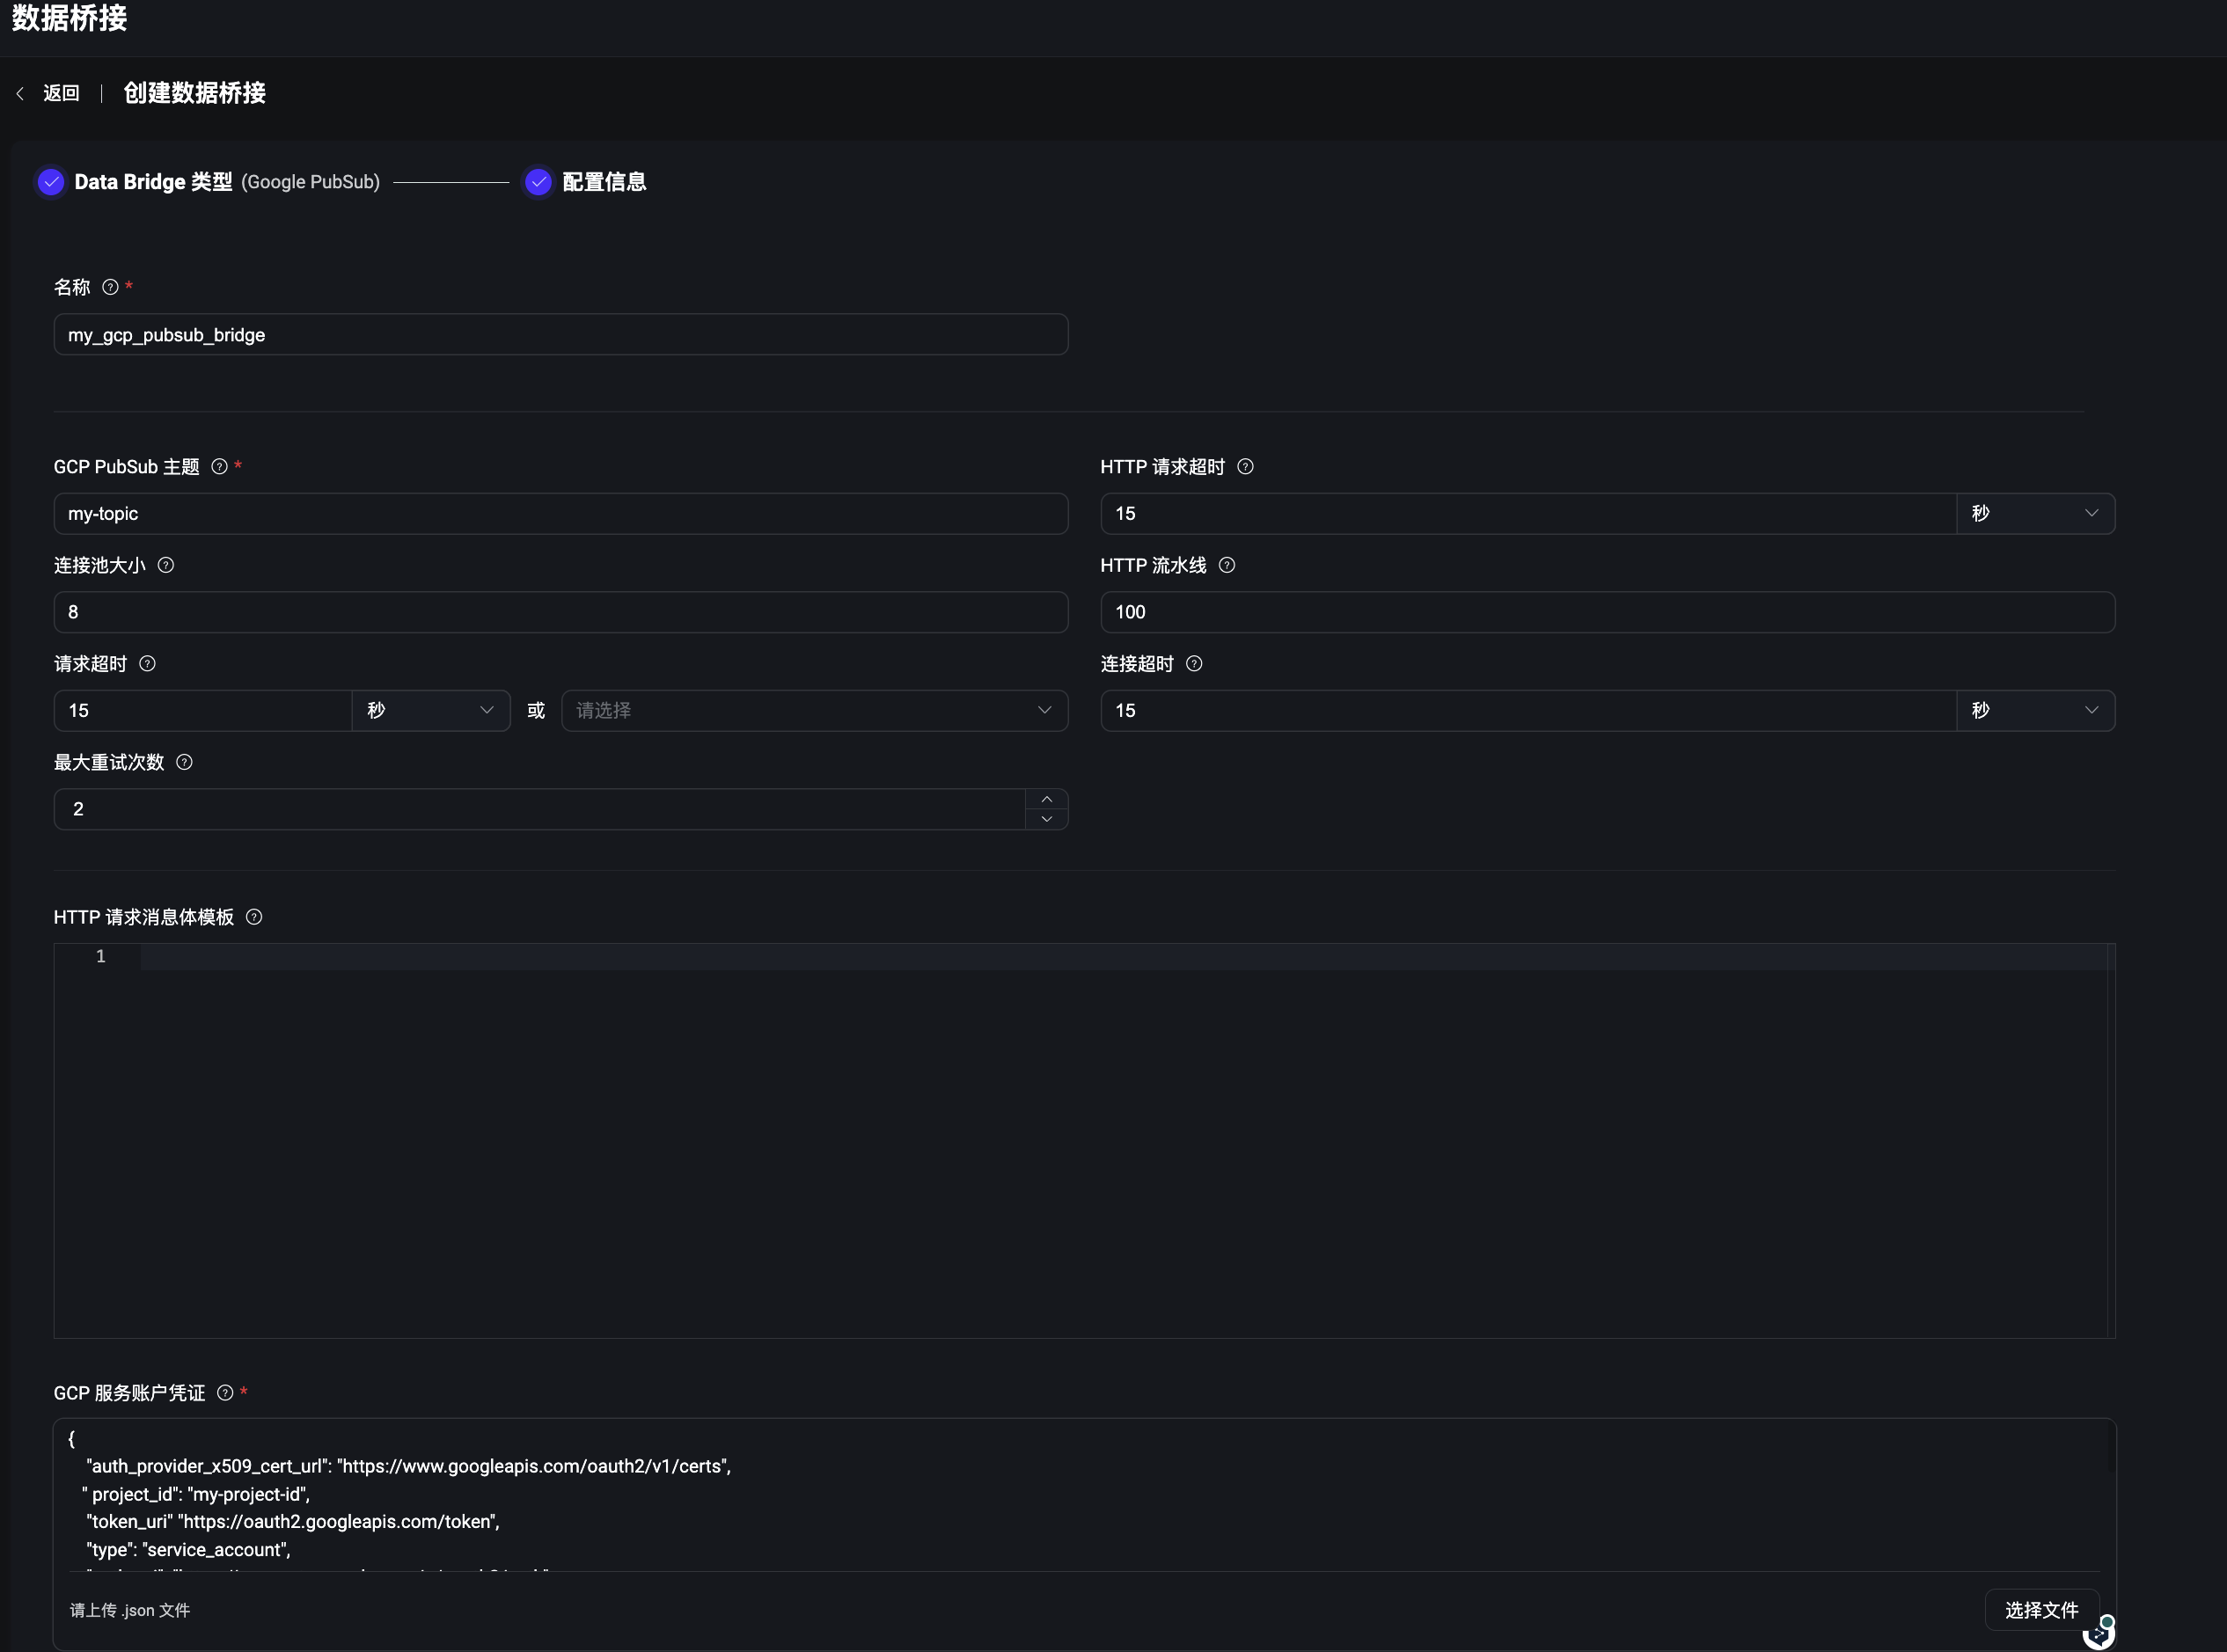 数据桥接
返回 | 创建数据桥接
Data Bridge 类型 (Google PubSub) 配置信息
名称 *
my_gcp_pubsub_bridge
GCP PubSub 主题 *
HTTP 请求超时
my-topic
15 秒
连接池大小
HTTP 流水线
8
100
请求超时
连接超时
15 秒 或 请选择
15 秒
最大重试次数
2
HTTP 请求消息体模板
1
GCP 服务账户凭证 *
{
"auth_provider_x509_cert_url": "https://www.googleapis.com/oauth2/v1/certs",
" project_id": "my-project-id",
"token_uri" "https://oauth2.googleapis.com/token",
"type": "service_account",
请上传 .json 文件
选择文件